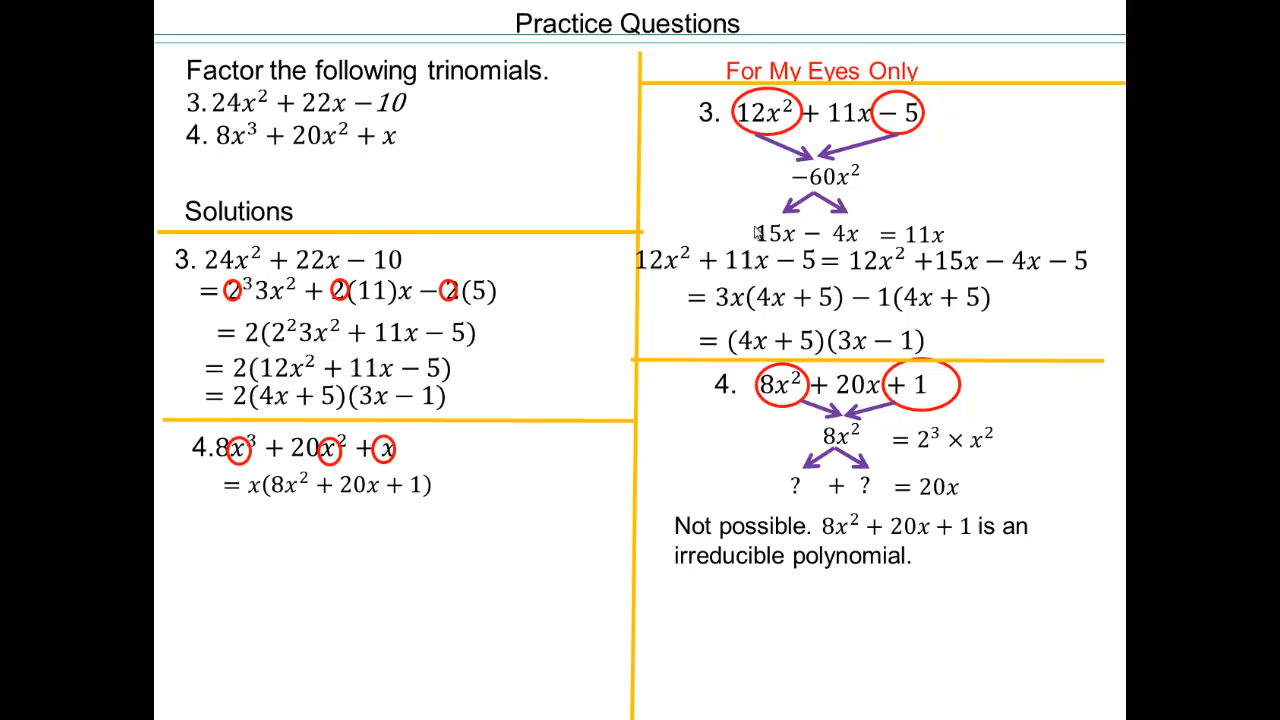 Practice Questions
Factor the following trinomials.
3. 24x² + 22x − 10
4. 8x³ + 20x² + x
Solutions
3. 24x² + 22x − 10
= 2³3x² + 2(11)x − 2(5)
= 2(2²3x² + 11x − 5)
= 2(12x² + 11x − 5)
= 2(4x + 5)(3x − 1)
4.8x³ + 20x² + x
= x(8x² + 20x + 1)
For My Eyes Only
3. 12x² + 11x − 5
−60x²
15x − 4x = 11x
12x² + 11x − 5 = 12x² +15x − 4x − 5
= 3x(4x + 5) − 1(4x + 5)
= (4x + 5)(3x − 1)
4. 8x² + 20x + 1
8x² = 2³ × x²
? + ? = 20x
Not possible. 8x² + 20x + 1 is an
irreducible polynomial.